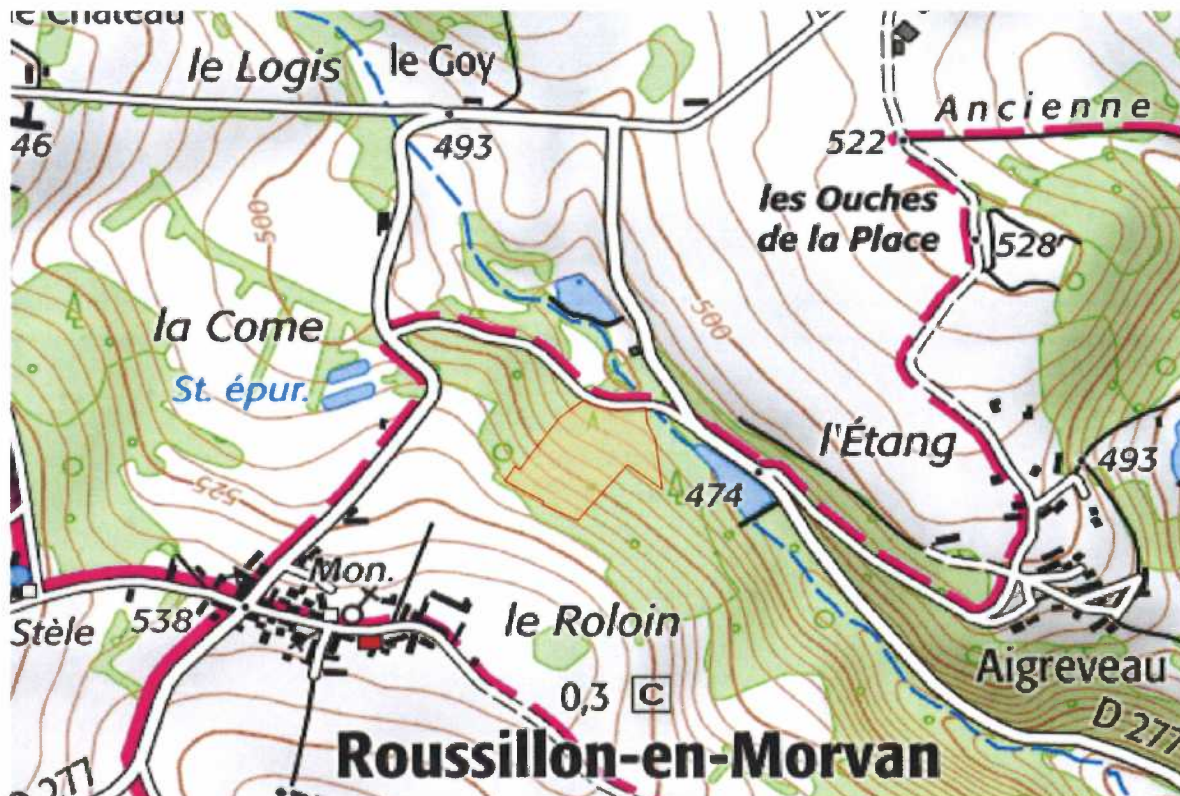 le Château
le Logis
le Goy
Ancienne
46
493
522
les Ouches
de la Place
528
500
500
la Come
St. épur.
l'Étang
493
474
525
Mon.
538
Stèle
le Roloin
Aigreveau
0,3 C
D 277
Roussillon-en-Morvan
D 277